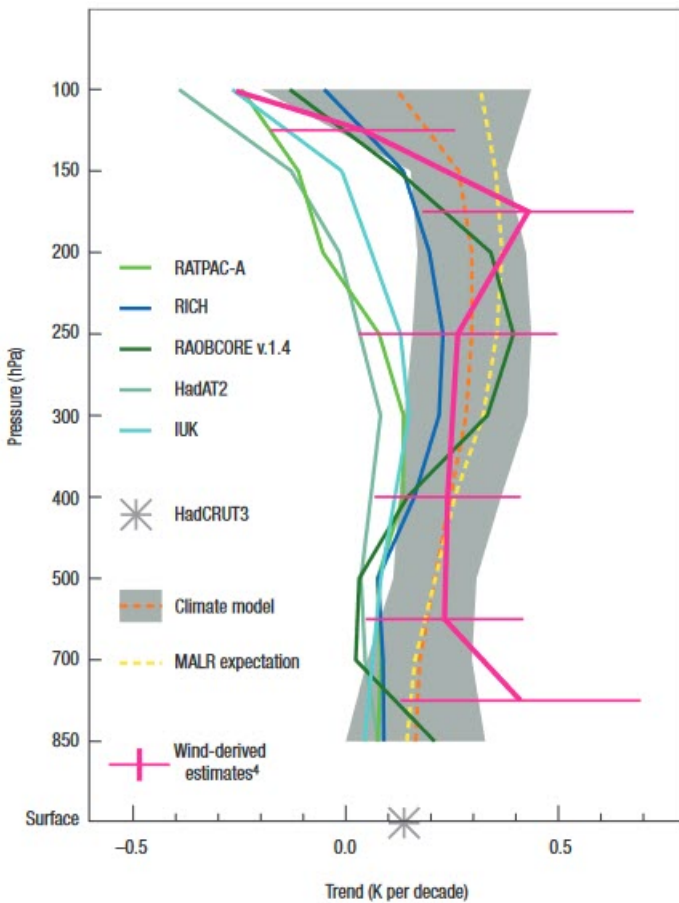 100
150
200
250
300
400
500
700
850
Surface
Pressure (hPa)
RATPAC-A
RICH
RAOBCORE v.1.4
HadAT2
IUK
HadCRUT3
Climate model
MALR expectation
Wind-derived
estimates⁴
–0.5
0.0
0.5
Trend (K per decade)